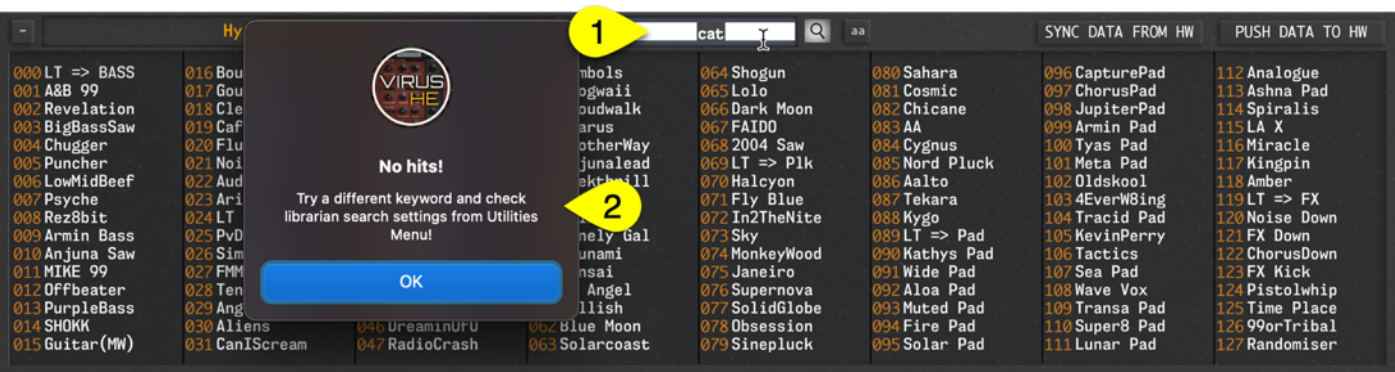 -
Hy
1
cat
aa
SYNC DATA FROM HW
PUSH DATA TO HW
000 LT => BASS
001 A&B 99
002 Revelation
003 BigBassSaw
004 Chugger
005 Puncher
006 LowMidBeef
007 Psyche
008 Rez8bit
009 Armin Bass
010 Anjuna Saw
011 MIKE 99
012 Offbeater
013 PurpleBass
014 SHOKK
015 Guitar(MW)
016 Bou
017 Gou
018 Cle
019 Caf
020 Flu
021 Noi
022 Aud
023 Ari
024 LT
025 PvD
026 Sim
027 FMM
028 Ten
029 Ang
030 Aliens
031 CanIScream
VIRUS
HE
No hits!
Try a different keyword and check
librarian search settings from Utilities
Menu!
OK
2
046 DreaminOfU
047 RadioCrash
mbols
ogwaii
oudwalk
arus
otherWay
junalead
ekthrill
nely Gal
unami
nsai
Angel
llish
062 Blue Moon
063 Solarcoast
064 Shogun
065 Lolo
066 Dark Moon
067 FAIDO
068 2004 Saw
069 LT => Plk
070 Halcyon
071 Fly Blue
072 In2TheNite
073 Sky
074 MonkeyWood
075 Janeiro
076 Supernova
077 SolidGlobe
078 Obsession
079 Sinepluck
080 Sahara
081 Cosmic
082 Chicane
083 AA
084 Cygnus
085 Nord Pluck
086 Aalto
087 Tekara
088 Kygo
089 LT => Pad
090 Kathys Pad
091 Wide Pad
092 Aloa Pad
093 Muted Pad
094 Fire Pad
095 Solar Pad
096 CapturePad
097 ChorusPad
098 JupiterPad
099 Armin Pad
100 Tyas Pad
101 Meta Pad
102 Oldskool
103 4EverW8ing
104 Tracid Pad
105 KevinPerry
106 Tactics
107 Sea Pad
108 Wave Vox
109 Transa Pad
110 Super8 Pad
111 Lunar Pad
112 Analogue
113 Ashna Pad
114 Spiralis
115 LA X
116 Miracle
117 Kingpin
118 Amber
119 LT => FX
120 Noise Down
121 FX Down
122 ChorusDown
123 FX Kick
124 Pistolwhip
125 Time Place
126 99orTribal
127 Randomiser